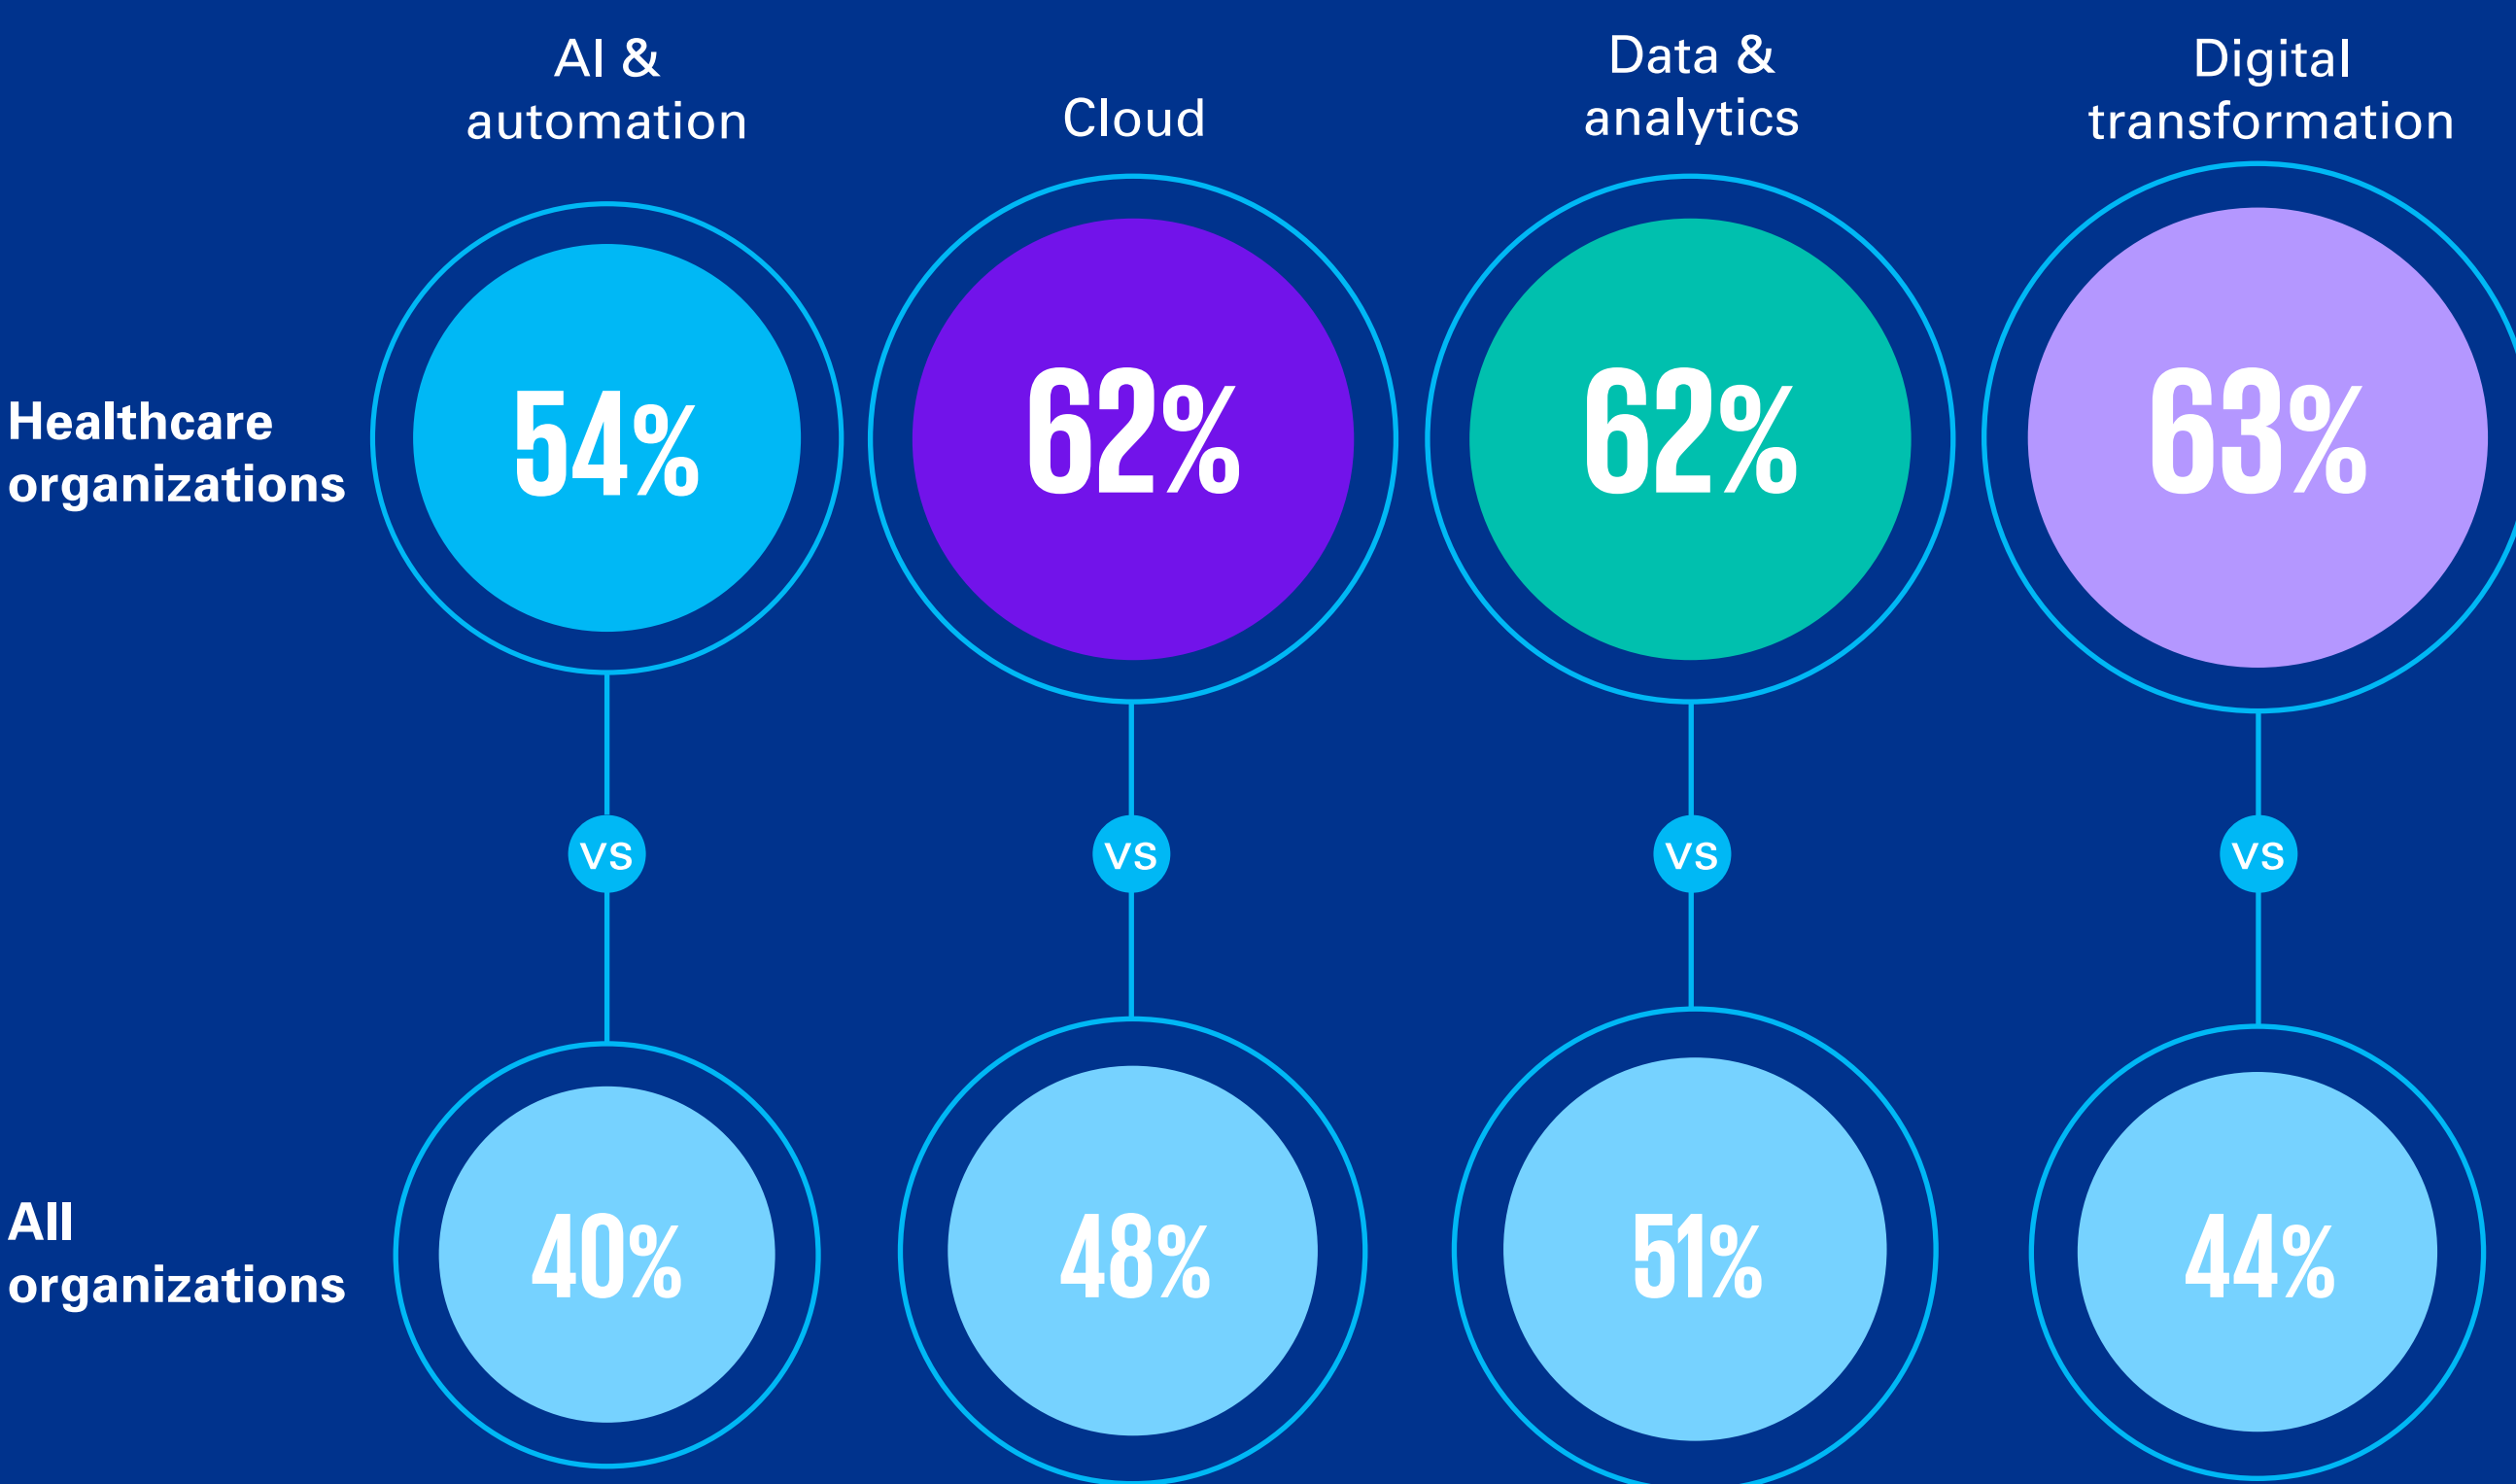 AI &
automation
Cloud
Data &
analytics
Digital
transformation
Healthcare
organizations
54%
62%
62%
63%
vs
vs
vs
vs
All
organizations
40%
48%
51%
44%